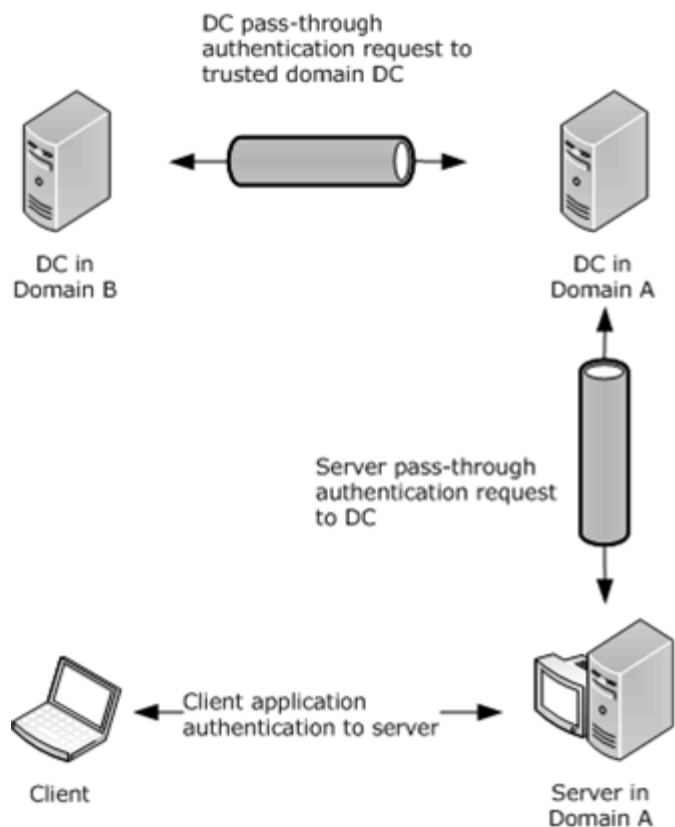 DC pass-through
authentication request to
trusted domain DC
DC in
Domain B
DC in
Domain A
Server pass-through
authentication request
to DC
Client application
authentication to server
Client
Server in
Domain A